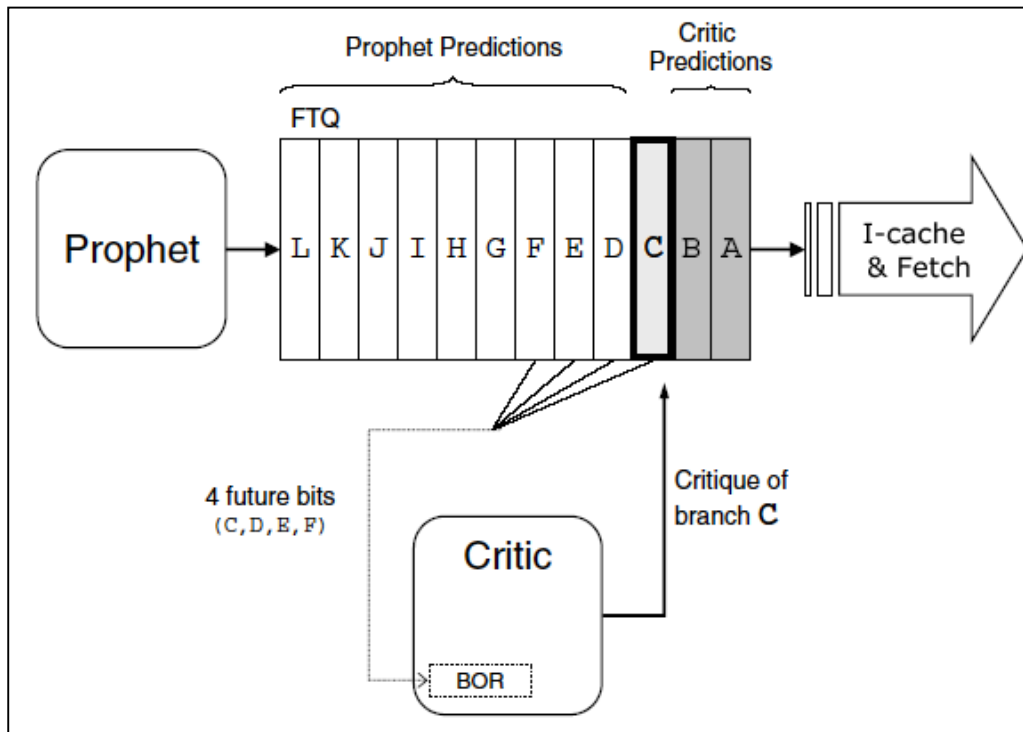 Prophet Predictions
Critic
Predictions
FTQ
Prophet
L K J I H G F E D C B A
I-cache
& Fetch
4 future bits
(C,D,E,F)
Critique of
branch C
Critic
BOR